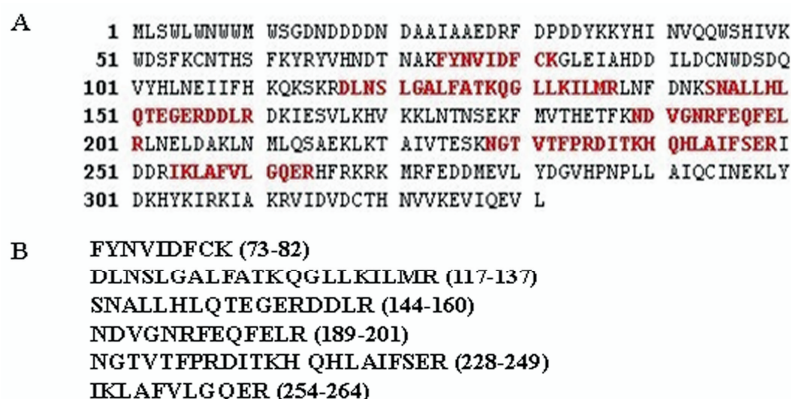 A
1 MLSWLWNWWM WSGDNDDDDN DAAIAAEDRF DPDDYKKYHI NVQQWSHIVK
51 WDSFKCNTHS FKYRYVHNDT NAKFYNVIDF CKGLEIAHDD ILDCNWDSDQ
101 VYHLNEIIFH KQKSKRDLNS LGALFATKQG LLKILMRLNF DNKSNALLHL
151 QTEGERDDLR DKIESVLKHV KKLNTNSEKF MVTHETFKND VGNRFEQFEL
201 RLNELDAKLN MLQSAEKLKT AIVTESKNGT VTFPRDITKH QHLAIFSERI
251 DDRIKLAFVL GQERHFRKRK MRFEDDMEVL YDGVHPNPLL AIQCINEKLY
301 DKHYKIRKIA KRVIDVDCTH NVVKEVIQEV L
B
FYNVIDFCK (73-82)
DLNSLGALFATKQGLLKILMR (117-137)
SNALLHLQTEGERDDLR (144-160)
NDVGNRFEQFELR (189-201)
NGTVTFPRDITKH QHLAIFSER (228-249)
IKLAFVLGQER (254-264)